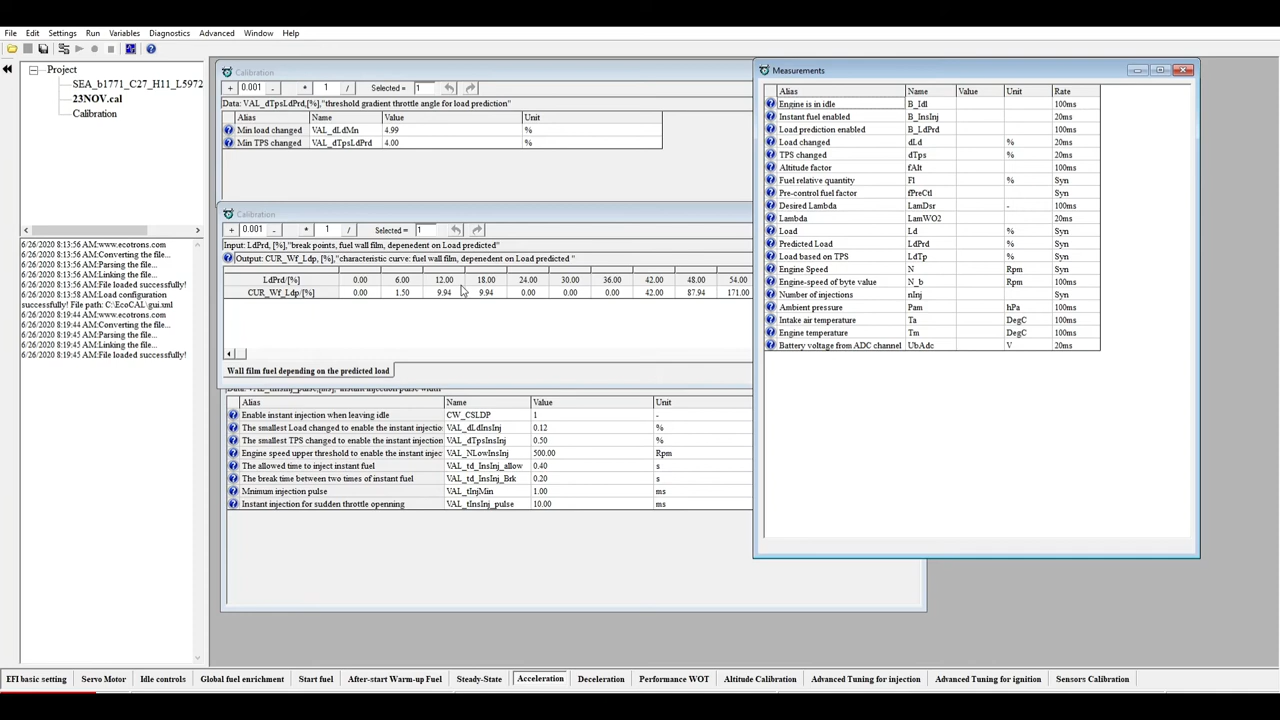 File Edit Settings Run Variables Diagnostics Advanced Window Help
Project
SEA_b1771_C27_H11_L5972
23NOV.cal
Calibration
6/26/2020 8:13:56 AM:www.ecotrons.com
6/26/2020 8:13:56 AM:Converting the file...
6/26/2020 8:13:56 AM:Parsing the file...
6/26/2020 8:13:56 AM:Linking the file...
6/26/2020 8:13:56 AM:File loaded successfully!
6/26/2020 8:13:58 AM:Load configuration
successfully! File path: C:\EcoCAL\gui.xml
6/26/2020 8:19:44 AM:www.ecotrons.com
6/26/2020 8:19:44 AM:Converting the file...
6/26/2020 8:19:44 AM:Parsing the file...
6/26/2020 8:19:45 AM:Linking the file...
6/26/2020 8:19:45 AM:File loaded successfully!
Calibration
+ 0.001 - * 1 / Selected = 1
Data: VAL_dTpsLdPrd,[%],"threshold gradient throttle angle for load prediction"
Alias Name Value Unit
Min load changed VAL_dLdMn 4.99 %
Min TPS changed VAL_dTpsLdPrd 4.00 %
Calibration
+ 0.001 - * 1 / Selected = 1
Input: LdPrd, [%],"break points, fuel wall film, depenedent on Load predicted"
Output: CUR_Wf_Ldp, [%],"characteristic curve: fuel wall film, depenedent on Load predicted "
LdPrd/[%] 0.00 6.00 12.00 18.00 24.00 30.00 36.00 42.00 48.00 54.00
CUR_Wf_Ldp/[%] 0.00 1.50 9.94 9.94 0.00 0.00 0.00 42.00 87.94 171.00
Wall film fuel depending on the predicted load
Data: VAL_tInsInj_pulse,[ms],"instant injection pulse width"
Alias Name Value Unit
Enable instant injection when leaving idle CW_CSLDP 1 -
The smallest Load changed to enable the instant injectio VAL_dLdInsInj 0.12 %
The smallest TPS changed to enable the instant injection VAL_dTpsInsInj 0.50 %
Engine speed upper threshold to enable the instant injec VAL_NLowInsInj 500.00 Rpm
The allowed time to inject instant fuel VAL_td_InsInj_allow 0.40 s
The break time between two times of instant fuel VAL_td_InsInj_Brk 0.20 s
Mnimum injection pulse VAL_tInjMin 1.00 ms
Instant injection for sudden throttle openning VAL_tInsInj_pulse 10.00 ms
Measurements
Alias Name Value Unit Rate
Engine is in idle B_Idl 100ms
Instant fuel enabled B_InsInj 20ms
Load prediction enabled B_LdPrd 100ms
Load changed dLd % 20ms
TPS changed dTps % 20ms
Altitude factor fAlt 100ms
Fuel relative quantity Fl % Syn
Pre-control fuel factor fPreCtl Syn
Desired Lambda LamDsr - 100ms
Lambda LamWO2 20ms
Load Ld % Syn
Predicted Load LdPrd % Syn
Load based on TPS LdTp % Syn
Engine Speed N Rpm Syn
Engine-speed of byte value N_b Rpm Syn
Number of injections nInj Syn
Ambient pressure Pam hPa 100ms
Intake air temperature Ta DegC 100ms
Engine temperature Tm DegC 100ms
Battery voltage from ADC channel UbAdc V 20ms
EFI basic setting Servo Motor Idle controls Global fuel enrichment Start fuel After-start Warm-up Fuel Steady-State Acceleration Deceleration Performance WOT Altitude Calibration Advanced Tuning for injection Advanced Tuning for ignition Sensors Calibration